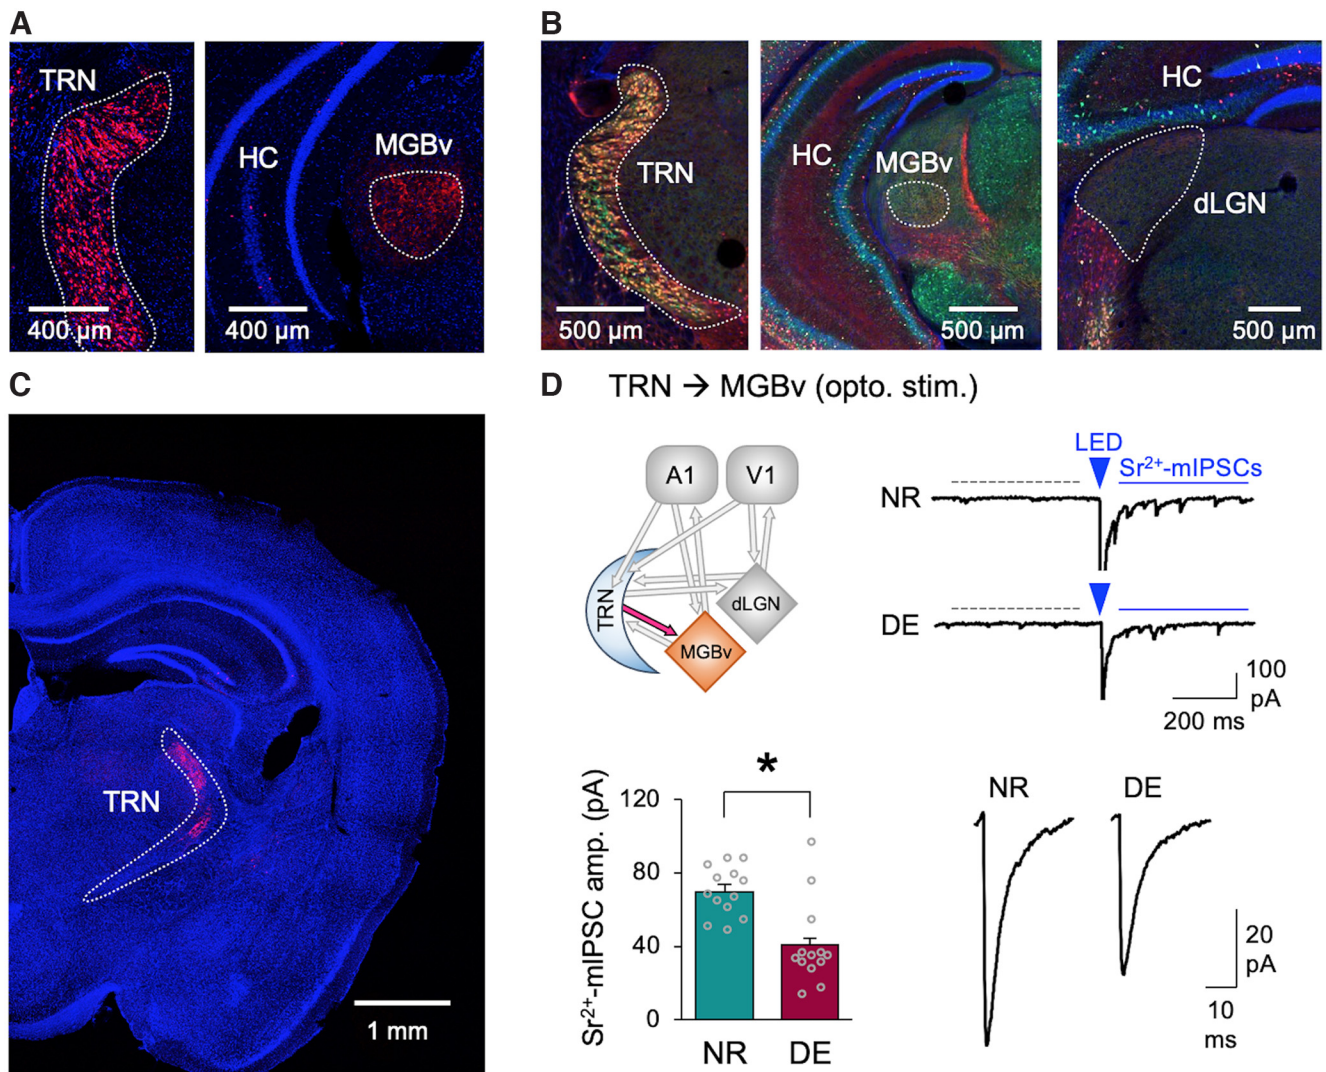 A
TRN
HC
MGBv
400 µm
400 µm
B
TRN
HC
MGBv
HC
dLGN
500 µm
500 µm
500 µm
C
TRN
1 mm
D
TRN → MGBv (opto. stim.)
A1
V1
TRN
dLGN
MGBv
LED
Sr²⁺-mIPSCs
NR
DE
100
pA
200 ms
Sr²⁺-mIPSC amp. (pA)
120
80
40
0
*
NR
DE
NR
DE
20
pA
10
ms